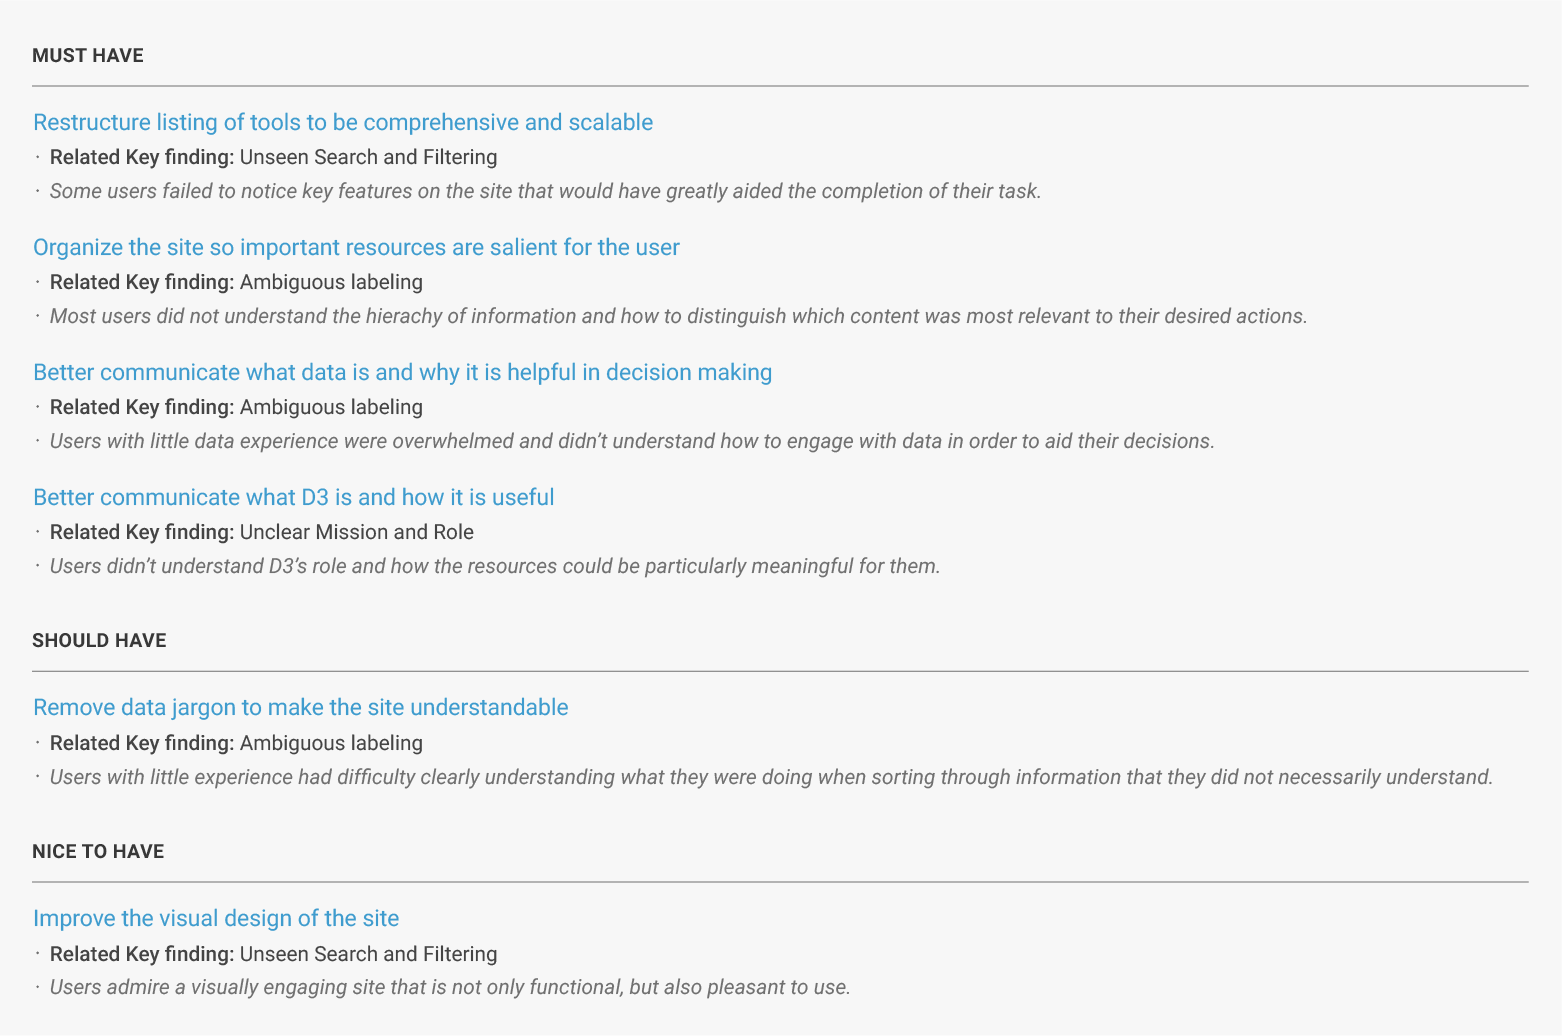 MUST HAVE
Restructure listing of tools to be comprehensive and scalable
· Related Key finding: Unseen Search and Filtering
· Some users failed to notice key features on the site that would have greatly aided the completion of their task.
Organize the site so important resources are salient for the user
· Related Key finding: Ambiguous labeling
· Most users did not understand the hierachy of information and how to distinguish which content was most relevant to their desired actions.
Better communicate what data is and why it is helpful in decision making
· Related Key finding: Ambiguous labeling
· Users with little data experience were overwhelmed and didn’t understand how to engage with data in order to aid their decisions.
Better communicate what D3 is and how it is useful
· Related Key finding: Unclear Mission and Role
· Users didn’t understand D3’s role and how the resources could be particularly meaningful for them.
SHOULD HAVE
Remove data jargon to make the site understandable
· Related Key finding: Ambiguous labeling
· Users with little experience had difficulty clearly understanding what they were doing when sorting through information that they did not necessarily understand.
NICE TO HAVE
Improve the visual design of the site
· Related Key finding: Unseen Search and Filtering
· Users admire a visually engaging site that is not only functional, but also pleasant to use.